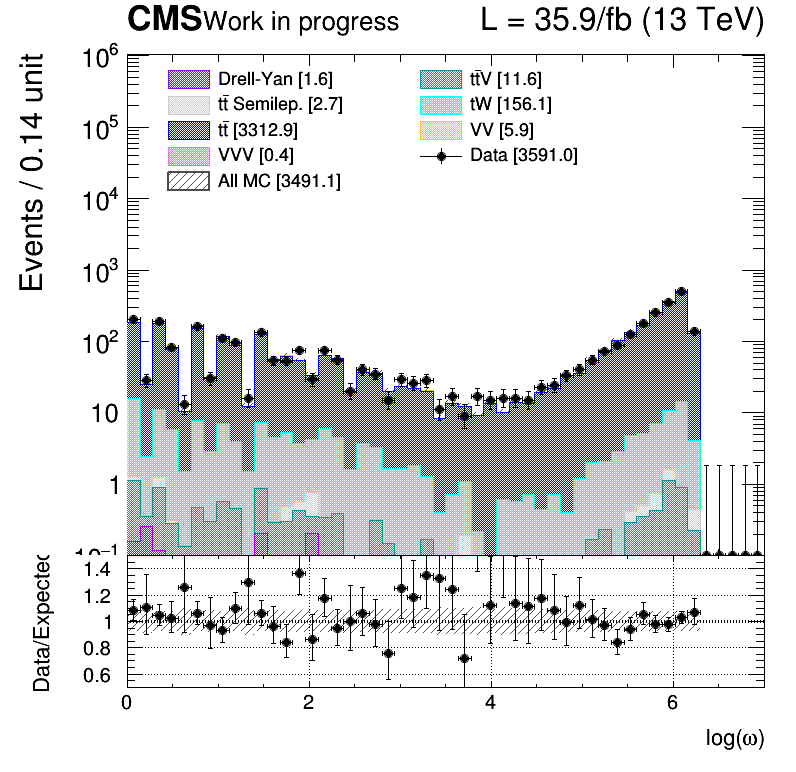 CMS Work in progress L = 35.9/fb (13 TeV)
Events / 0.14 unit
10⁶
10⁵
10⁴
10³
10²
10
1
10⁻¹
Drell-Yan [1.6]
tt̄ Semilep. [2.7]
tt̄ [3312.9]
VVV [0.4]
All MC [3491.1]
tt̄V [11.6]
tW [156.1]
VV [5.9]
Data [3591.0]
Data/Expected
1.4
1.2
1
0.8
0.6
0 2 4 6
log(ω)